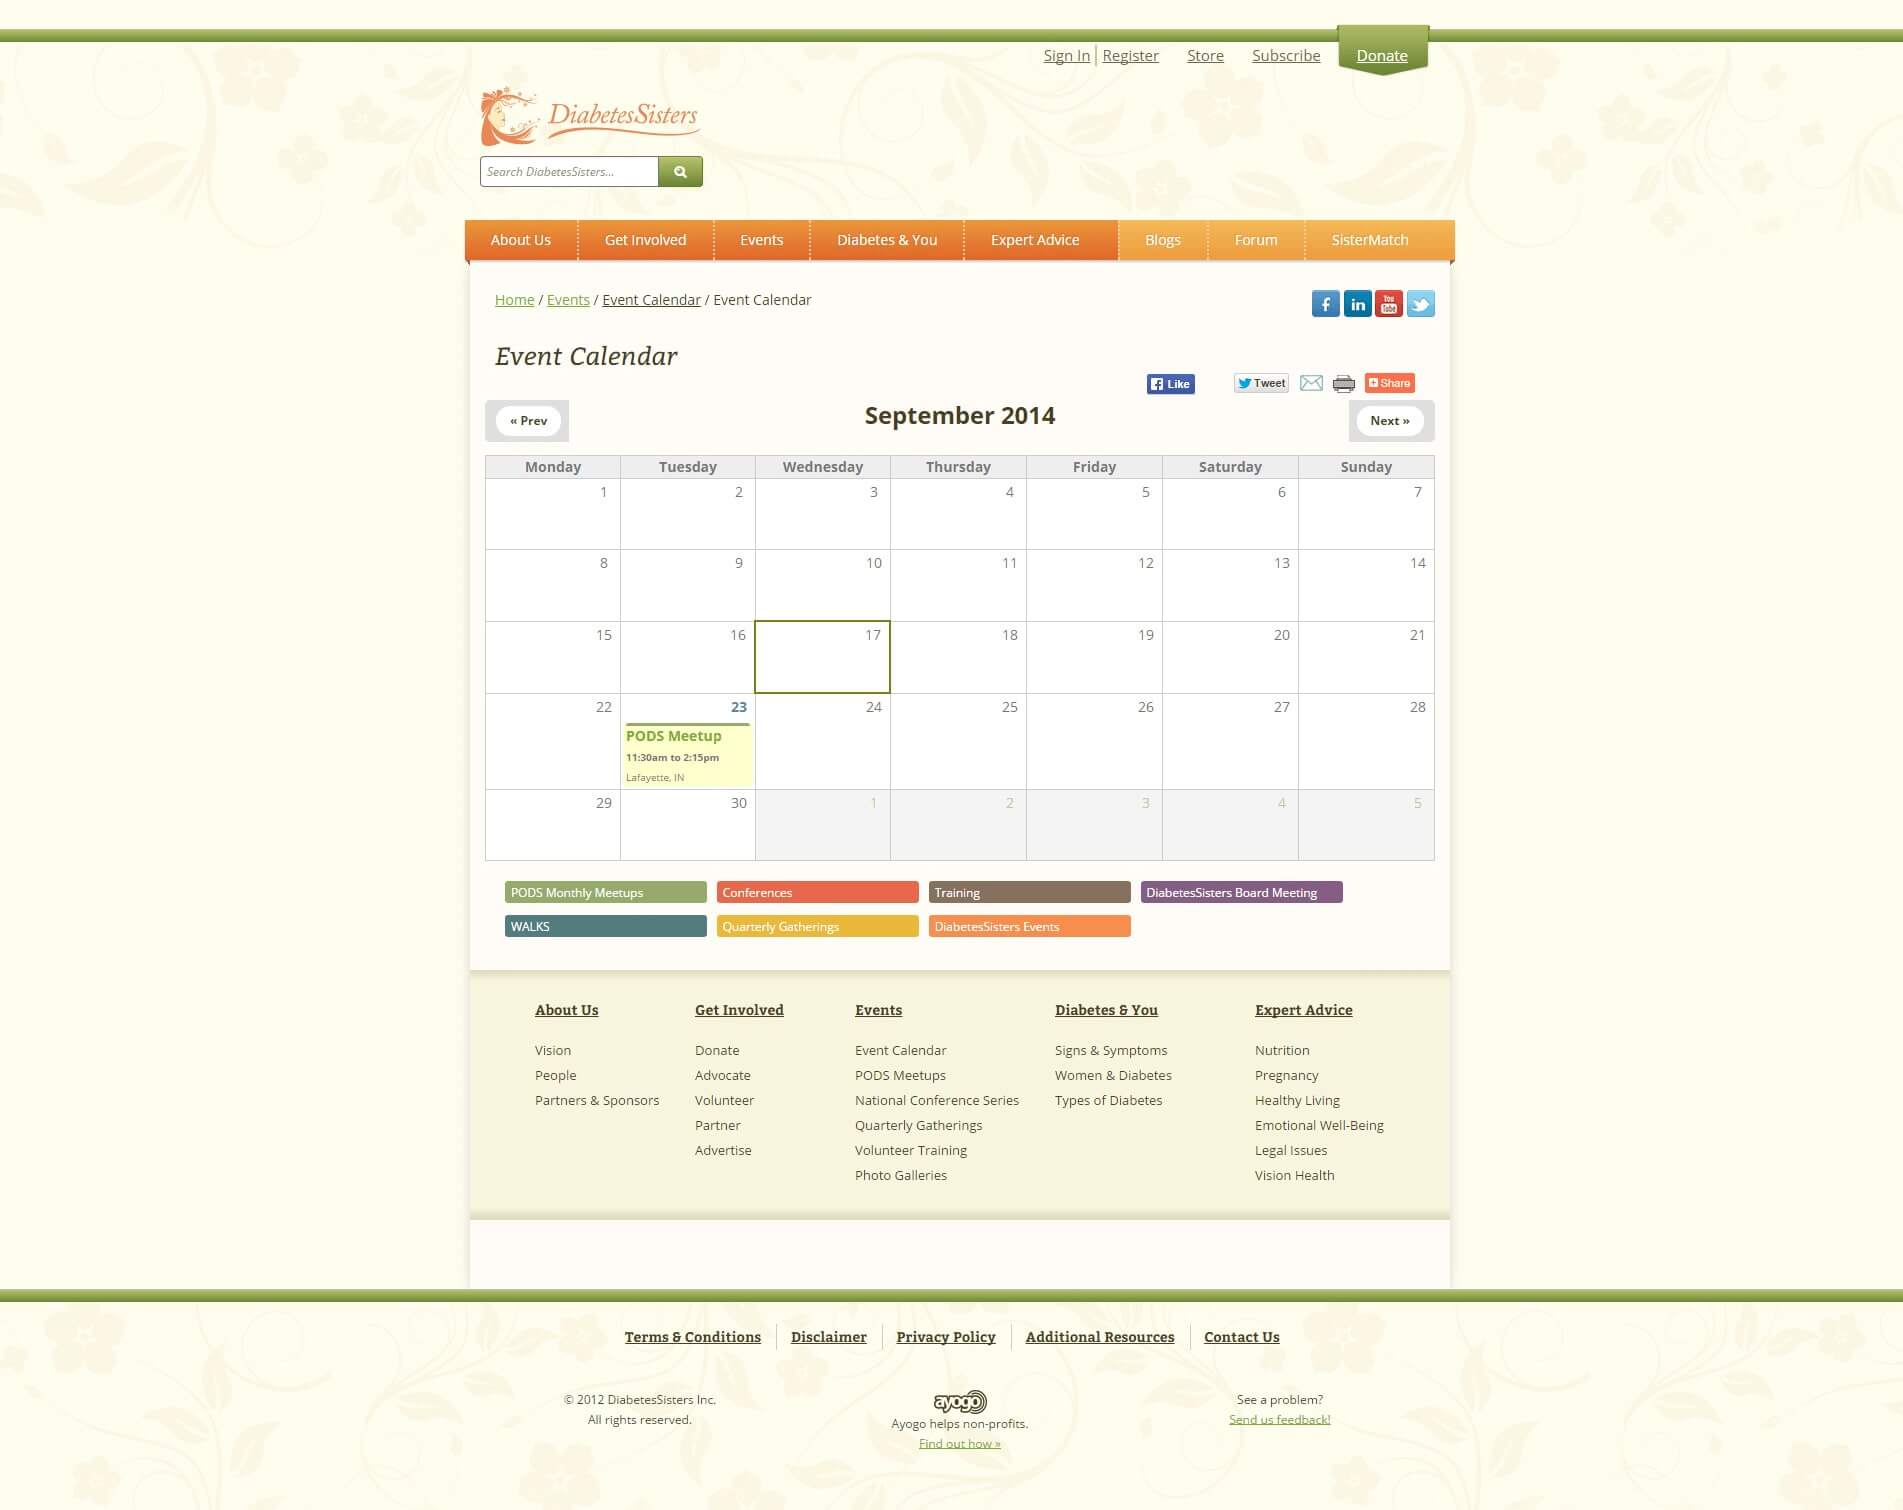 Sign In Register Store Subscribe Donate
DiabetesSisters
Search DiabetesSisters...
About Us Get Involved Events Diabetes & You Expert Advice Blogs Forum SisterMatch
Home / Events / Event Calendar / Event Calendar
f in You Tube
Event Calendar
f Like Tweet Share
« Prev September 2014 Next »
Monday Tuesday Wednesday Thursday Friday Saturday Sunday
1 2 3 4 5 6 7
8 9 10 11 12 13 14
15 16 17 18 19 20 21
22 23 24 25 26 27 28
PODS Meetup
11:30am to 2:15pm
Lafayette, IN
29 30 1 2 3 4 5
PODS Monthly Meetups Conferences Training DiabetesSisters Board Meeting
WALKS Quarterly Gatherings DiabetesSisters Events
About Us Get Involved Events Diabetes & You Expert Advice
Vision Donate Event Calendar Signs & Symptoms Nutrition
People Advocate PODS Meetups Women & Diabetes Pregnancy
Partners & Sponsors Volunteer National Conference Series Types of Diabetes Healthy Living
Partner Quarterly Gatherings Emotional Well-Being
Advertise Volunteer Training Legal Issues
Photo Galleries Vision Health
Terms & Conditions Disclaimer Privacy Policy Additional Resources Contact Us
© 2012 DiabetesSisters Inc. ayogo See a problem?
All rights reserved. Ayogo helps non-profits. Send us feedback!
Find out how »